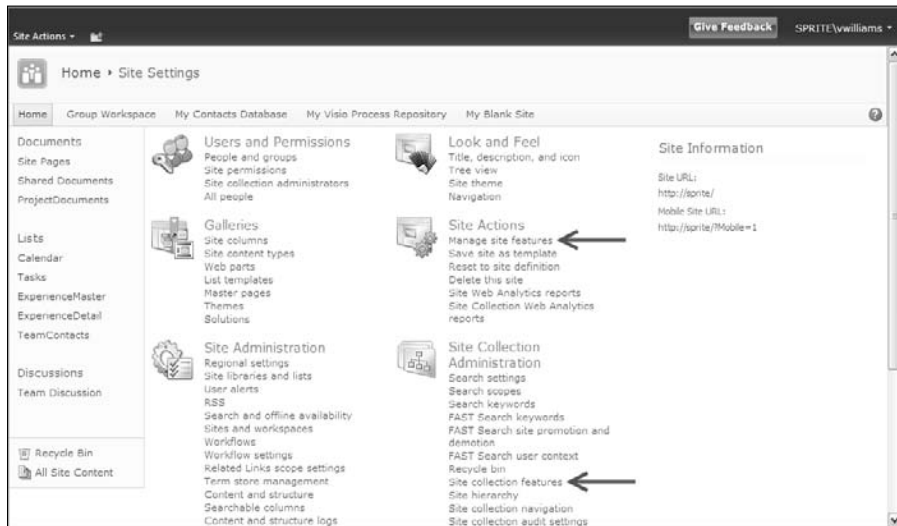 Site Actions
Give Feedback
SPRITE\vwilliams
Home ▸ Site Settings
Home
Group Workspace
My Contacts Database
My Visio Process Repository
My Blank Site
Documents
Site Pages
Shared Documents
ProjectDocuments
Lists
Calendar
Tasks
ExperienceMaster
ExperienceDetail
TeamContacts
Discussions
Team Discussion
Recycle Bin
All Site Content
Users and Permissions
People and groups
Site permissions
Site collection administrators
All people
Galleries
Site columns
Site content types
Web parts
List templates
Master pages
Themes
Solutions
Site Administration
Regional settings
Site libraries and lists
User alerts
RSS
Search and offline availability
Sites and workspaces
Workflows
Workflow settings
Related Links scope settings
Term store management
Content and structure
Searchable columns
Content and structure logs
Look and Feel
Title, description, and icon
Tree view
Site theme
Navigation
Site Actions
Manage site features
Save site as template
Reset to site definition
Delete this site
Site Web Analytics reports
Site Collection Web Analytics
reports
Site Collection
Administration
Search settings
Search scopes
Search keywords
FAST Search keywords
FAST Search site promotion and
demotion
FAST Search user context
Recycle bin
Site collection features
Site hierarchy
Site collection navigation
Site collection audit settings
Site Information
Site URL:
http://sprite/
Mobile Site URL:
http://sprite/?Mobile=1